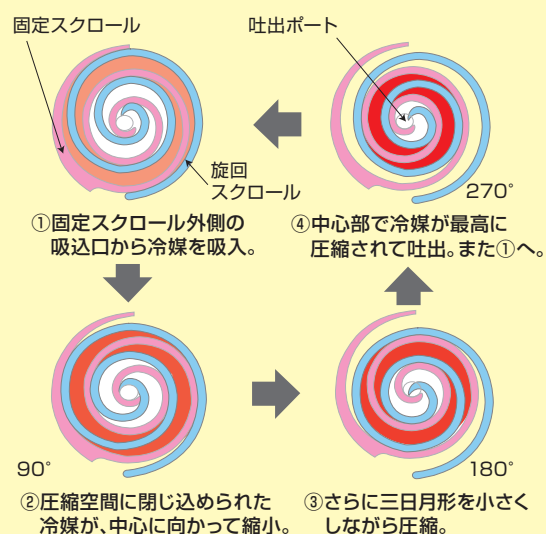 固定スクロール
吐出ポート
旋回
スクロール
①固定スクロール外側の
吸込口から冷媒を吸入。
270°
④中心部で冷媒が最高に
圧縮されて吐出。また①へ。
90°
②圧縮空間に閉じ込められた
冷媒が、中心に向かって縮小。
180°
③さらに三日月形を小さく
しながら圧縮。